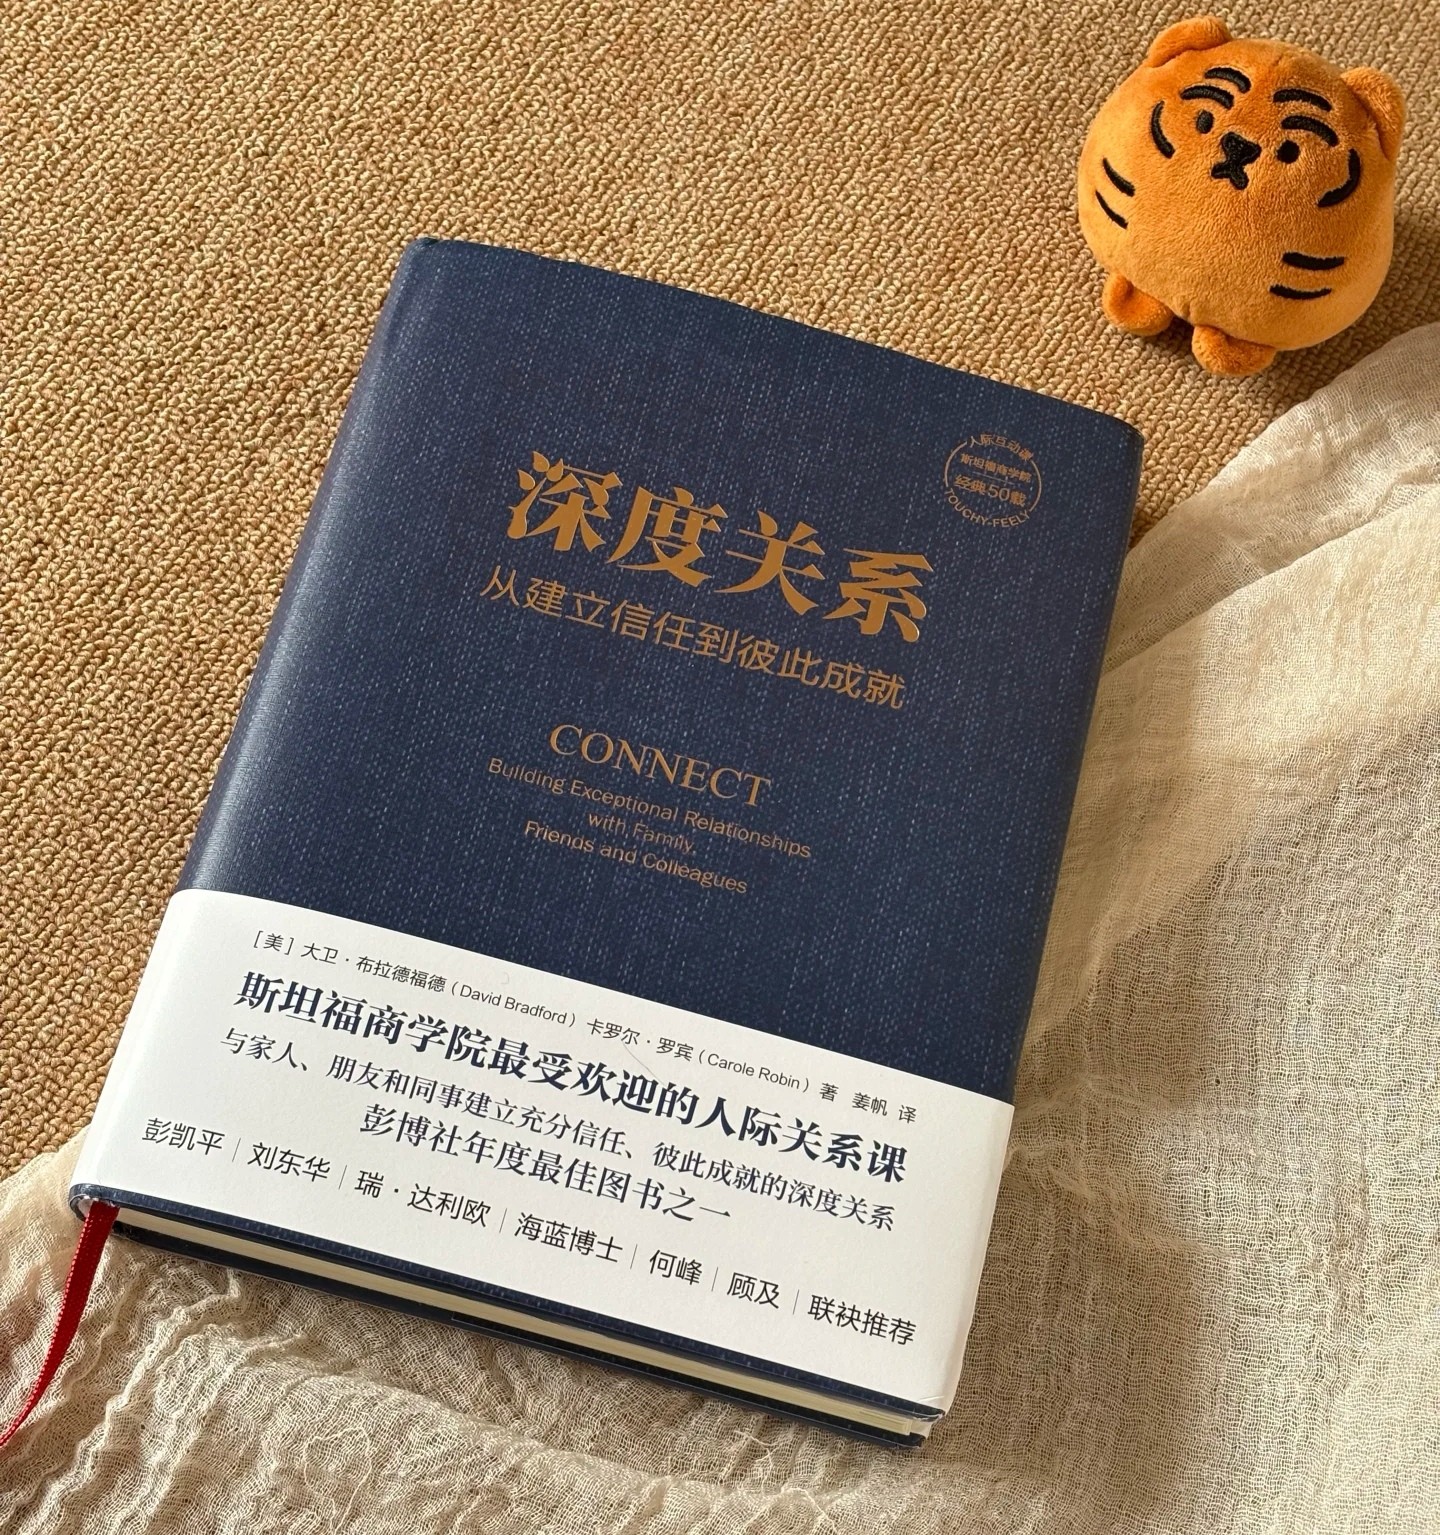 人际互动课
斯坦福商学院
经典50载
TOUCHY-FEELY
深度关系
从建立信任到彼此成就
CONNECT
Building Exceptional Relationships
with Family,
Friends and Colleagues
[美] 大卫·布拉德福德（David Bradford）卡罗尔·罗宾（Carole Robin）著 姜帆 译
斯坦福商学院最受欢迎的人际关系课
与家人、朋友和同事建立充分信任、彼此成就的深度关系
彭博社年度最佳图书之一
彭凯平｜刘东华｜瑞·达利欧｜海蓝博士｜何峰｜顾及｜联袂推荐